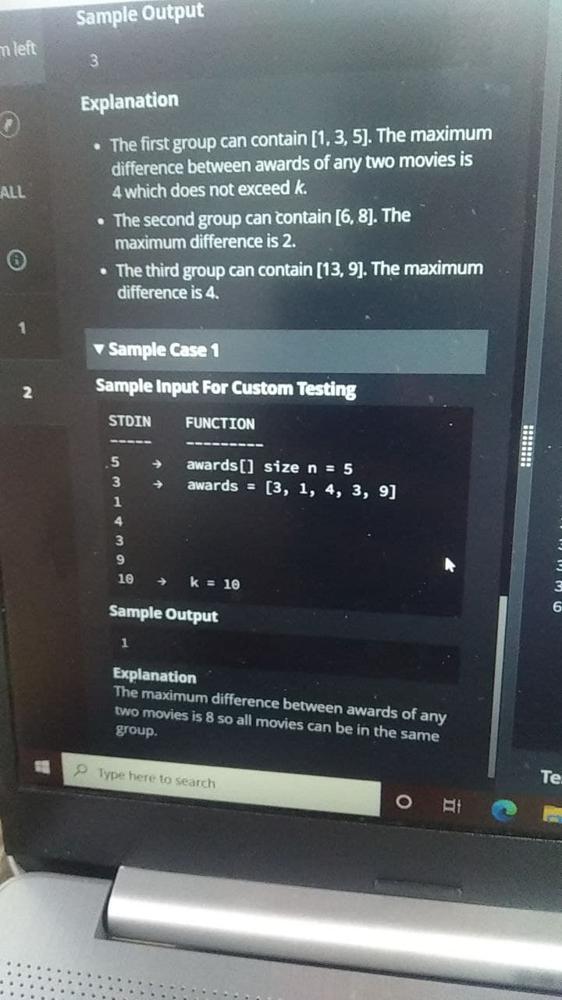 Sample Output
m left
3
Explanation
• The first group can contain [1, 3, 5]. The maximum
difference between awards of any two movies is
4 which does not exceed k.
ALL
• The second group can contain [6, 8]. The
maximum difference is 2.
• The third group can contain [13, 9]. The maximum
difference is 4.
1
▼ Sample Case 1
2
Sample Input For Custom Testing
STDIN FUNCTION
----- ---------
5 → awards[] size n = 5
3 → awards = [3, 1, 4, 3, 9]
1
4
3
9
10 → k = 10
Sample Output
1
Explanation
The maximum difference between awards of any
two movies is 8 so all movies can be in the same
group.
Type here to search
Te
3
3
6